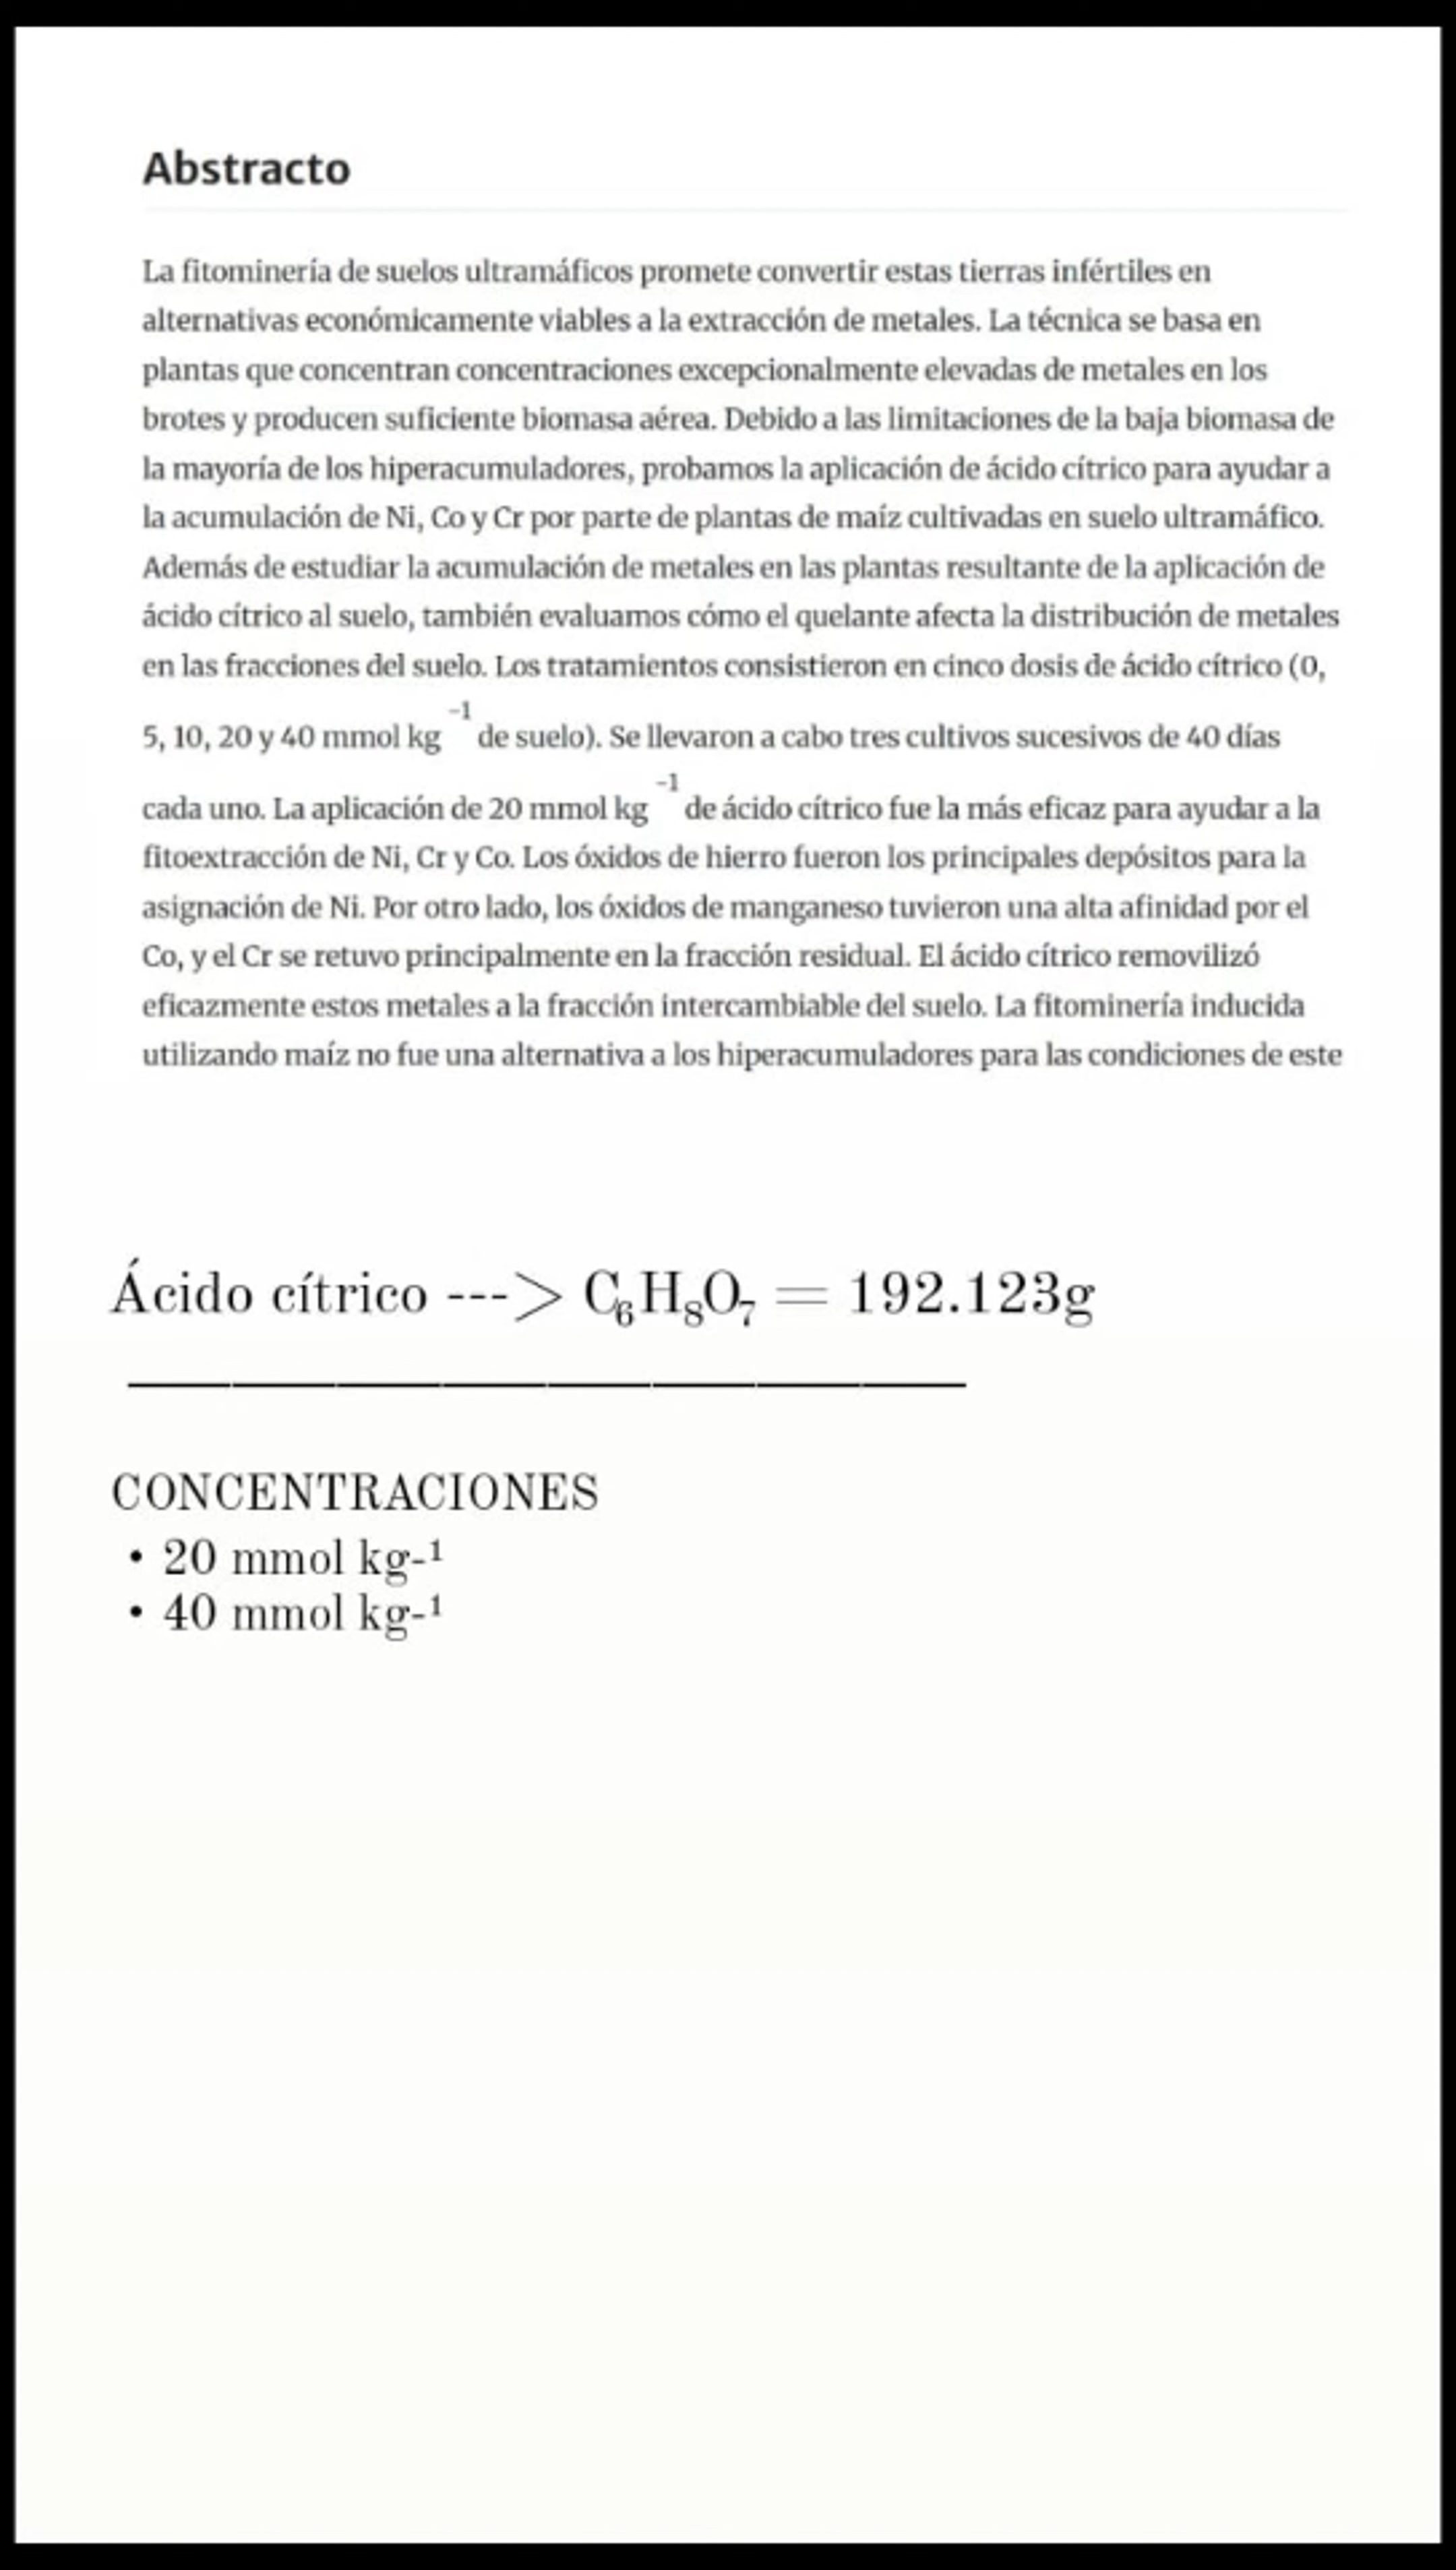 Abstracto
La fitominería de suelos ultramáficos promete convertir estas tierras infértiles en
alternativas económicamente viables a la extracción de metales. La técnica se basa en
plantas que concentran concentraciones excepcionalmente elevadas de metales en los
brotes y producen suficiente biomasa aérea. Debido a las limitaciones de la baja biomasa de
la mayoría de los hiperacumuladores, probamos la aplicación de ácido cítrico para ayudar a
la acumulación de Ni, Co y Cr por parte de plantas de maíz cultivadas en suelo ultramáfico.
Además de estudiar la acumulación de metales en las plantas resultante de la aplicación de
ácido cítrico al suelo, también evaluamos cómo el quelante afecta la distribución de metales
en las fracciones del suelo. Los tratamientos consistieron en cinco dosis de ácido cítrico (0,
5, 10, 20 y 40 mmol kg ⁻¹ de suelo). Se llevaron a cabo tres cultivos sucesivos de 40 días
cada uno. La aplicación de 20 mmol kg ⁻¹ de ácido cítrico fue la más eficaz para ayudar a la
fitoextracción de Ni, Cr y Co. Los óxidos de hierro fueron los principales depósitos para la
asignación de Ni. Por otro lado, los óxidos de manganeso tuvieron una alta afinidad por el
Co, y el Cr se retuvo principalmente en la fracción residual. El ácido cítrico removilizó
eficazmente estos metales a la fracción intercambiable del suelo. La fitominería inducida
utilizando maíz no fue una alternativa a los hiperacumuladores para las condiciones de este
Ácido cítrico ---> C₆H₈O₇ = 192.123g
CONCENTRACIONES
• 20 mmol kg-¹
• 40 mmol kg-¹